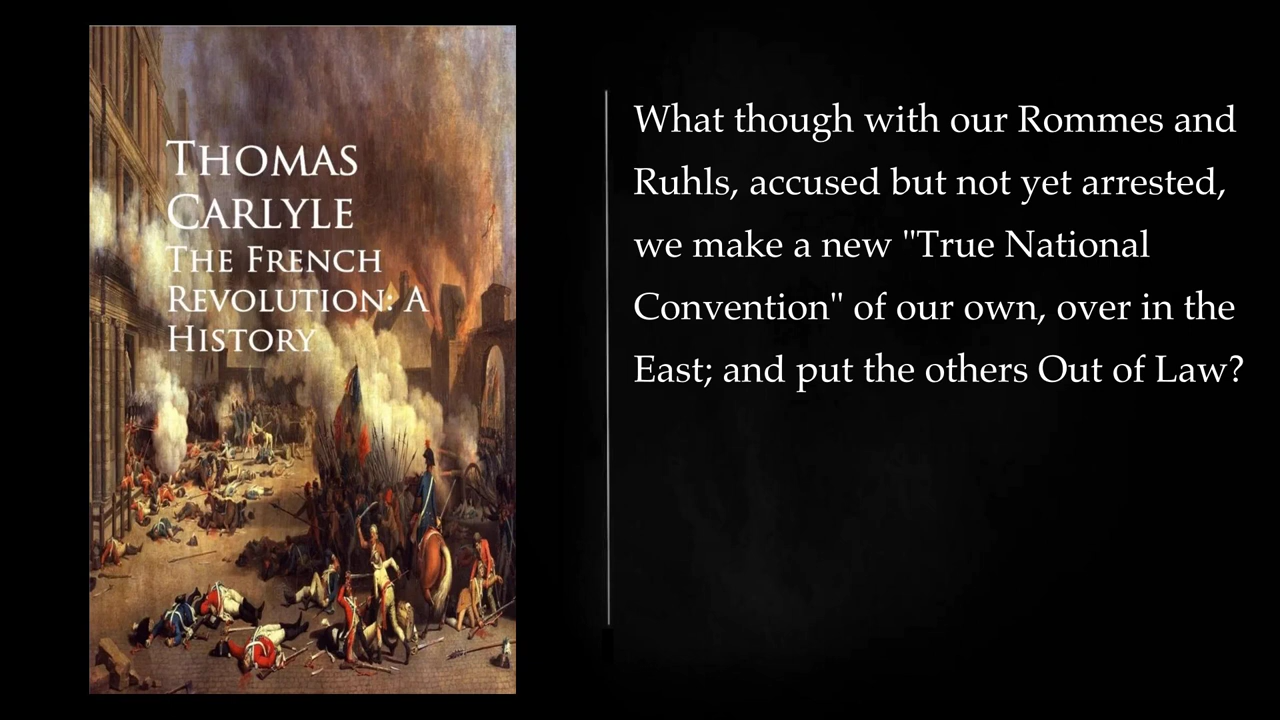 THOMAS
CARLYLE
THE FRENCH
REVOLUTION: A
HISTORY
What though with our Rommes and
Ruhls, accused but not yet arrested,
we make a new "True National
Convention" of our own, over in the
East; and put the others Out of Law?